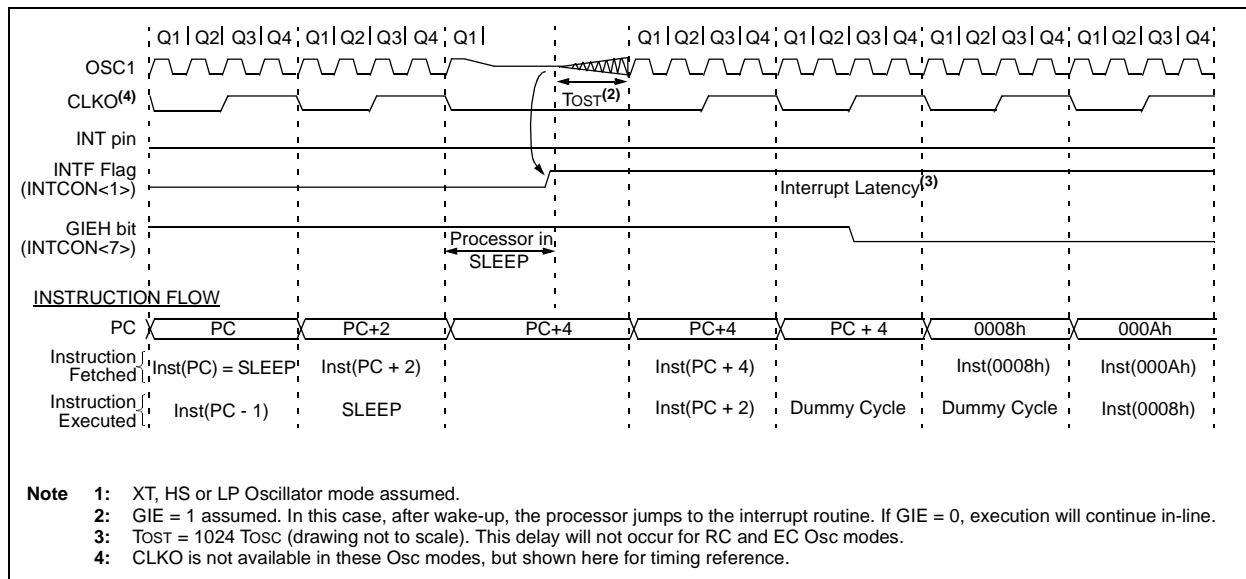 Q1 | Q2 | Q3 | Q4 Q1 | Q2 | Q3 | Q4 Q1 | Q1 | Q2 | Q3 | Q4 Q1 | Q2 | Q3 | Q4 Q1 | Q2 | Q3 | Q4 Q1 | Q2 | Q3 | Q4
OSC1
CLKO(4)
TOST(2)
INT pin
INTF Flag
(INTCON<1>)
Interrupt Latency(3)
GIEH bit
(INTCON<7>)
Processor in
SLEEP
INSTRUCTION FLOW
PC PC PC+2 PC+4 PC+4 PC + 4 0008h 000Ah
Instruction
Fetched
Inst(PC) = SLEEP Inst(PC + 2) Inst(PC + 4) Inst(0008h) Inst(000Ah)
Instruction
Executed
Inst(PC - 1) SLEEP Inst(PC + 2) Dummy Cycle Dummy Cycle Inst(0008h)
Note 1: XT, HS or LP Oscillator mode assumed.
2: GIE = 1 assumed. In this case, after wake-up, the processor jumps to the interrupt routine. If GIE = 0, execution will continue in-line.
3: TOST = 1024 TOSC (drawing not to scale). This delay will not occur for RC and EC Osc modes.
4: CLKO is not available in these Osc modes, but shown here for timing reference.